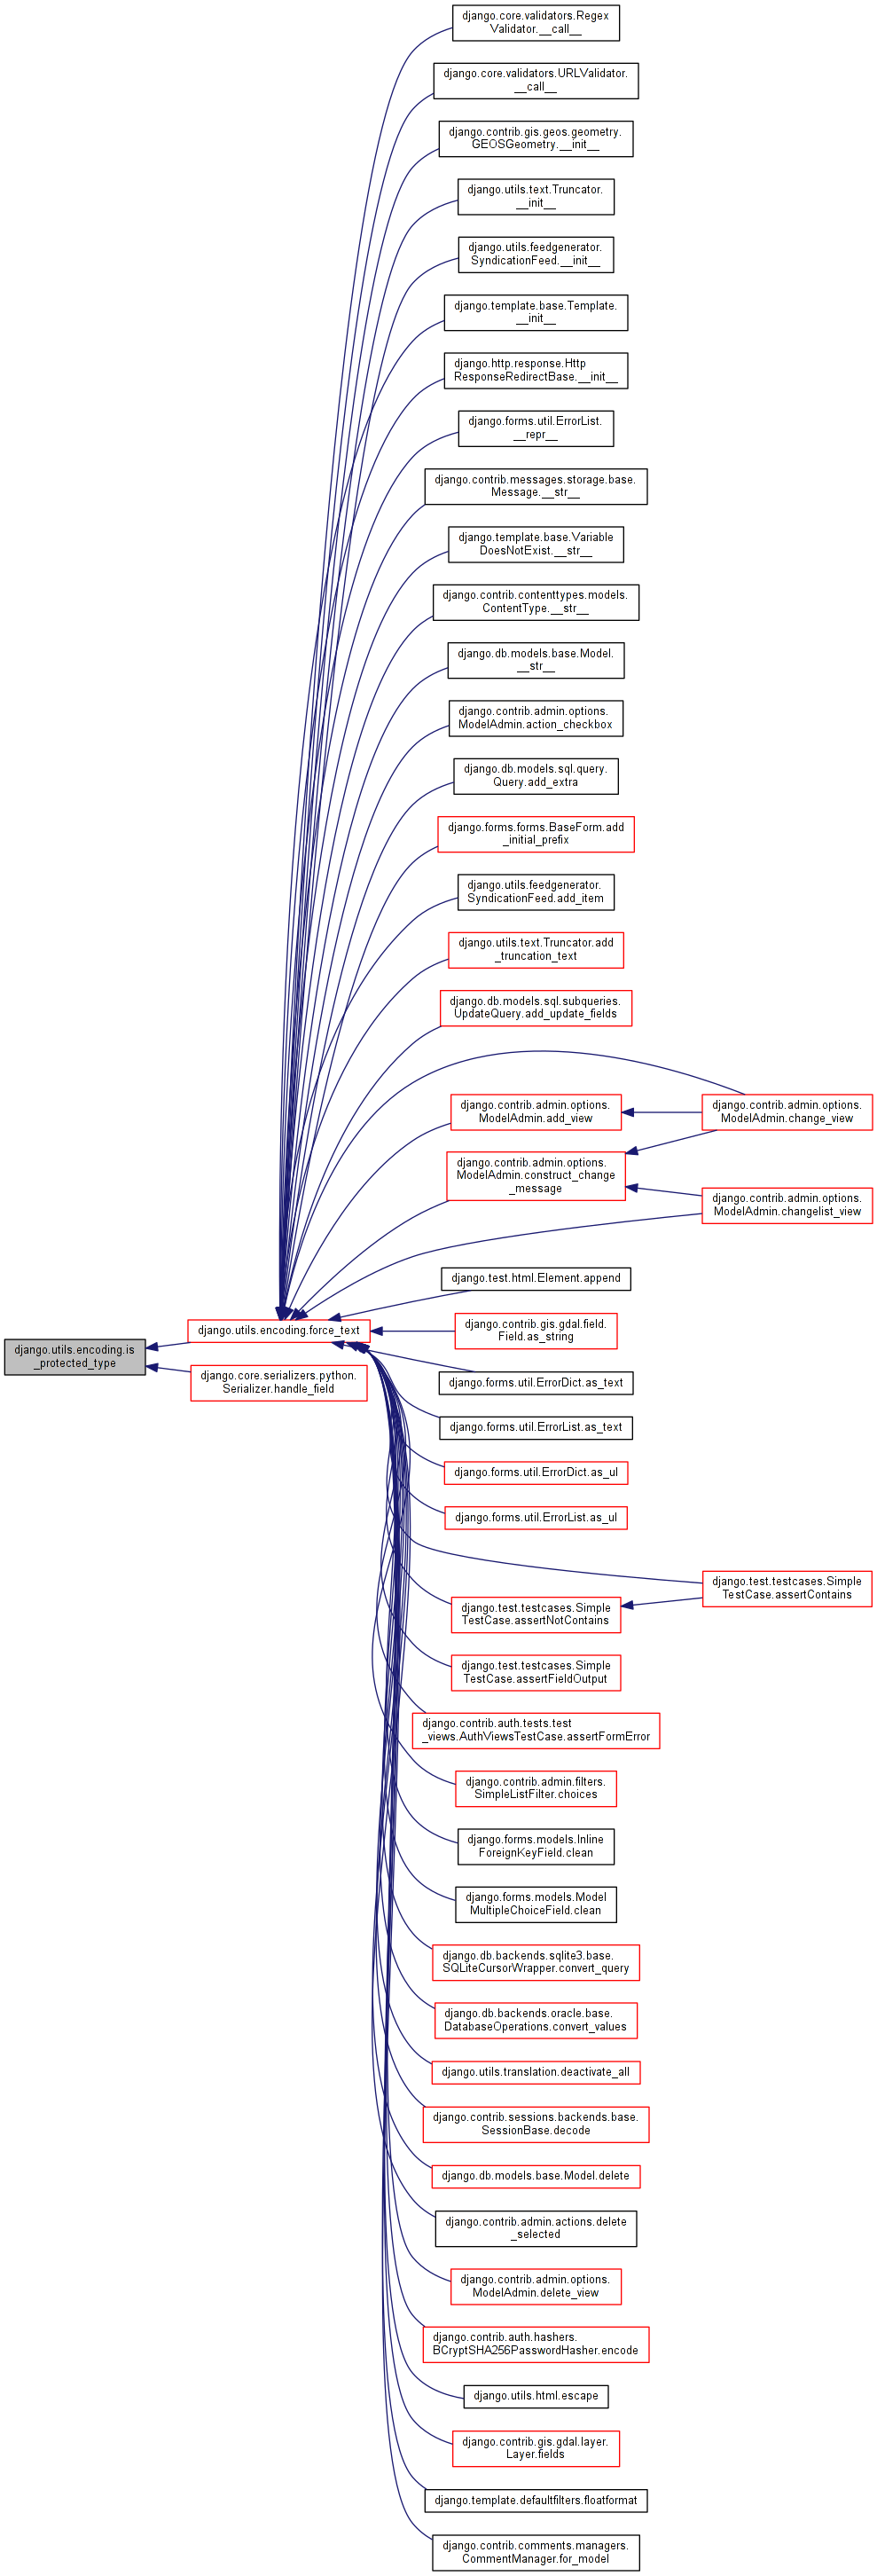 django.core.validators.Regex
Validator.__call__
django.core.validators.URLValidator.
__call__
django.contrib.gis.geos.geometry.
GEOSGeometry.__init__
django.utils.text.Truncator.
__init__
django.utils.feedgenerator.
SyndicationFeed.__init__
django.template.base.Template.
__init__
django.http.response.Http
ResponseRedirectBase.__init__
django.forms.util.ErrorList.
__repr__
django.contrib.messages.storage.base.
Message.__str__
django.template.base.Variable
DoesNotExist.__str__
django.contrib.contenttypes.models.
ContentType.__str__
django.db.models.base.Model.
__str__
django.contrib.admin.options.
ModelAdmin.action_checkbox
django.db.models.sql.query.
Query.add_extra
django.forms.forms.BaseForm.add
_initial_prefix
django.utils.feedgenerator.
SyndicationFeed.add_item
django.utils.text.Truncator.add
_truncation_text
django.db.models.sql.subqueries.
UpdateQuery.add_update_fields
django.contrib.admin.options.
ModelAdmin.add_view
django.contrib.admin.options.
ModelAdmin.change_view
django.contrib.admin.options.
ModelAdmin.construct_change
_message
django.contrib.admin.options.
ModelAdmin.changelist_view
django.test.html.Element.append
django.utils.encoding.force_text
django.contrib.gis.gdal.field.
Field.as_string
django.utils.encoding.is
_protected_type
django.core.serializers.python.
Serializer.handle_field
django.forms.util.ErrorDict.as_text
django.forms.util.ErrorList.as_text
django.forms.util.ErrorDict.as_ul
django.forms.util.ErrorList.as_ul
django.test.testcases.Simple
TestCase.assertContains
django.test.testcases.Simple
TestCase.assertNotContains
django.test.testcases.Simple
TestCase.assertFieldOutput
django.contrib.auth.tests.test
_views.AuthViewsTestCase.assertFormError
django.contrib.admin.filters.
SimpleListFilter.choices
django.forms.models.Inline
ForeignKeyField.clean
django.forms.models.Model
MultipleChoiceField.clean
django.db.backends.sqlite3.base.
SQLiteCursorWrapper.convert_query
django.db.backends.oracle.base.
DatabaseOperations.convert_values
django.utils.translation.deactivate_all
django.contrib.sessions.backends.base.
SessionBase.decode
django.db.models.base.Model.delete
django.contrib.admin.actions.delete
_selected
django.contrib.admin.options.
ModelAdmin.delete_view
django.contrib.auth.hashers.
BCryptSHA256PasswordHasher.encode
django.utils.html.escape
django.contrib.gis.gdal.layer.
Layer.fields
django.template.defaultfilters.floatformat
django.contrib.comments.managers.
CommentManager.for_model